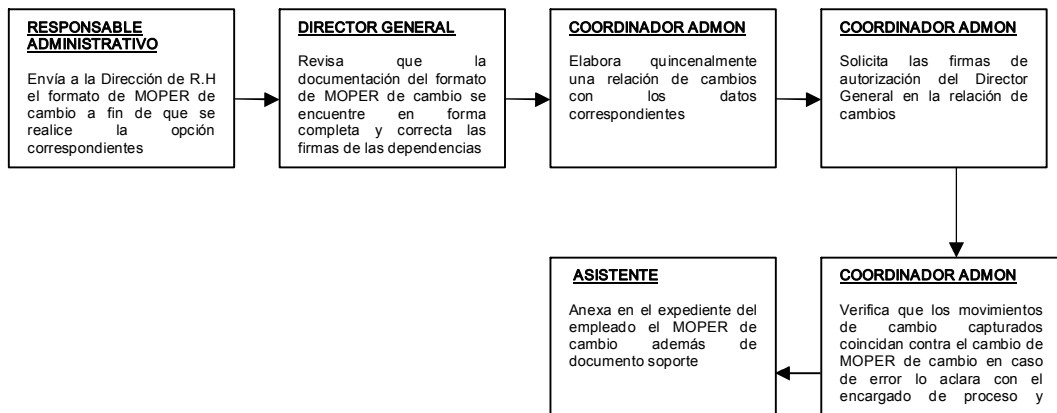 RESPONSABLE
ADMINISTRATIVO
Envía a la Dirección de R.H
el formato de MOPER de
cambio a fin de que se
realice la opción
correspondientes
DIRECTOR GENERAL
Revisa que la
documentación del formato
de MOPER de cambio se
encuentre en forma
completa y correcta las
firmas de las dependencias
COORDINADOR ADMON
Elabora quincenalmente
una relación de cambios
con los datos
correspondientes
COORDINADOR ADMON
Solicita las firmas de
autorización del Director
General en la relación de
cambios
ASISTENTE
Anexa en el expediente del
empleado el MOPER de
cambio además de
documento soporte
COORDINADOR ADMON
Verifica que los movimientos
de cambio capturados
coincidan contra el cambio de
MOPER de cambio en caso
de error lo aclara con el
encargado de proceso y